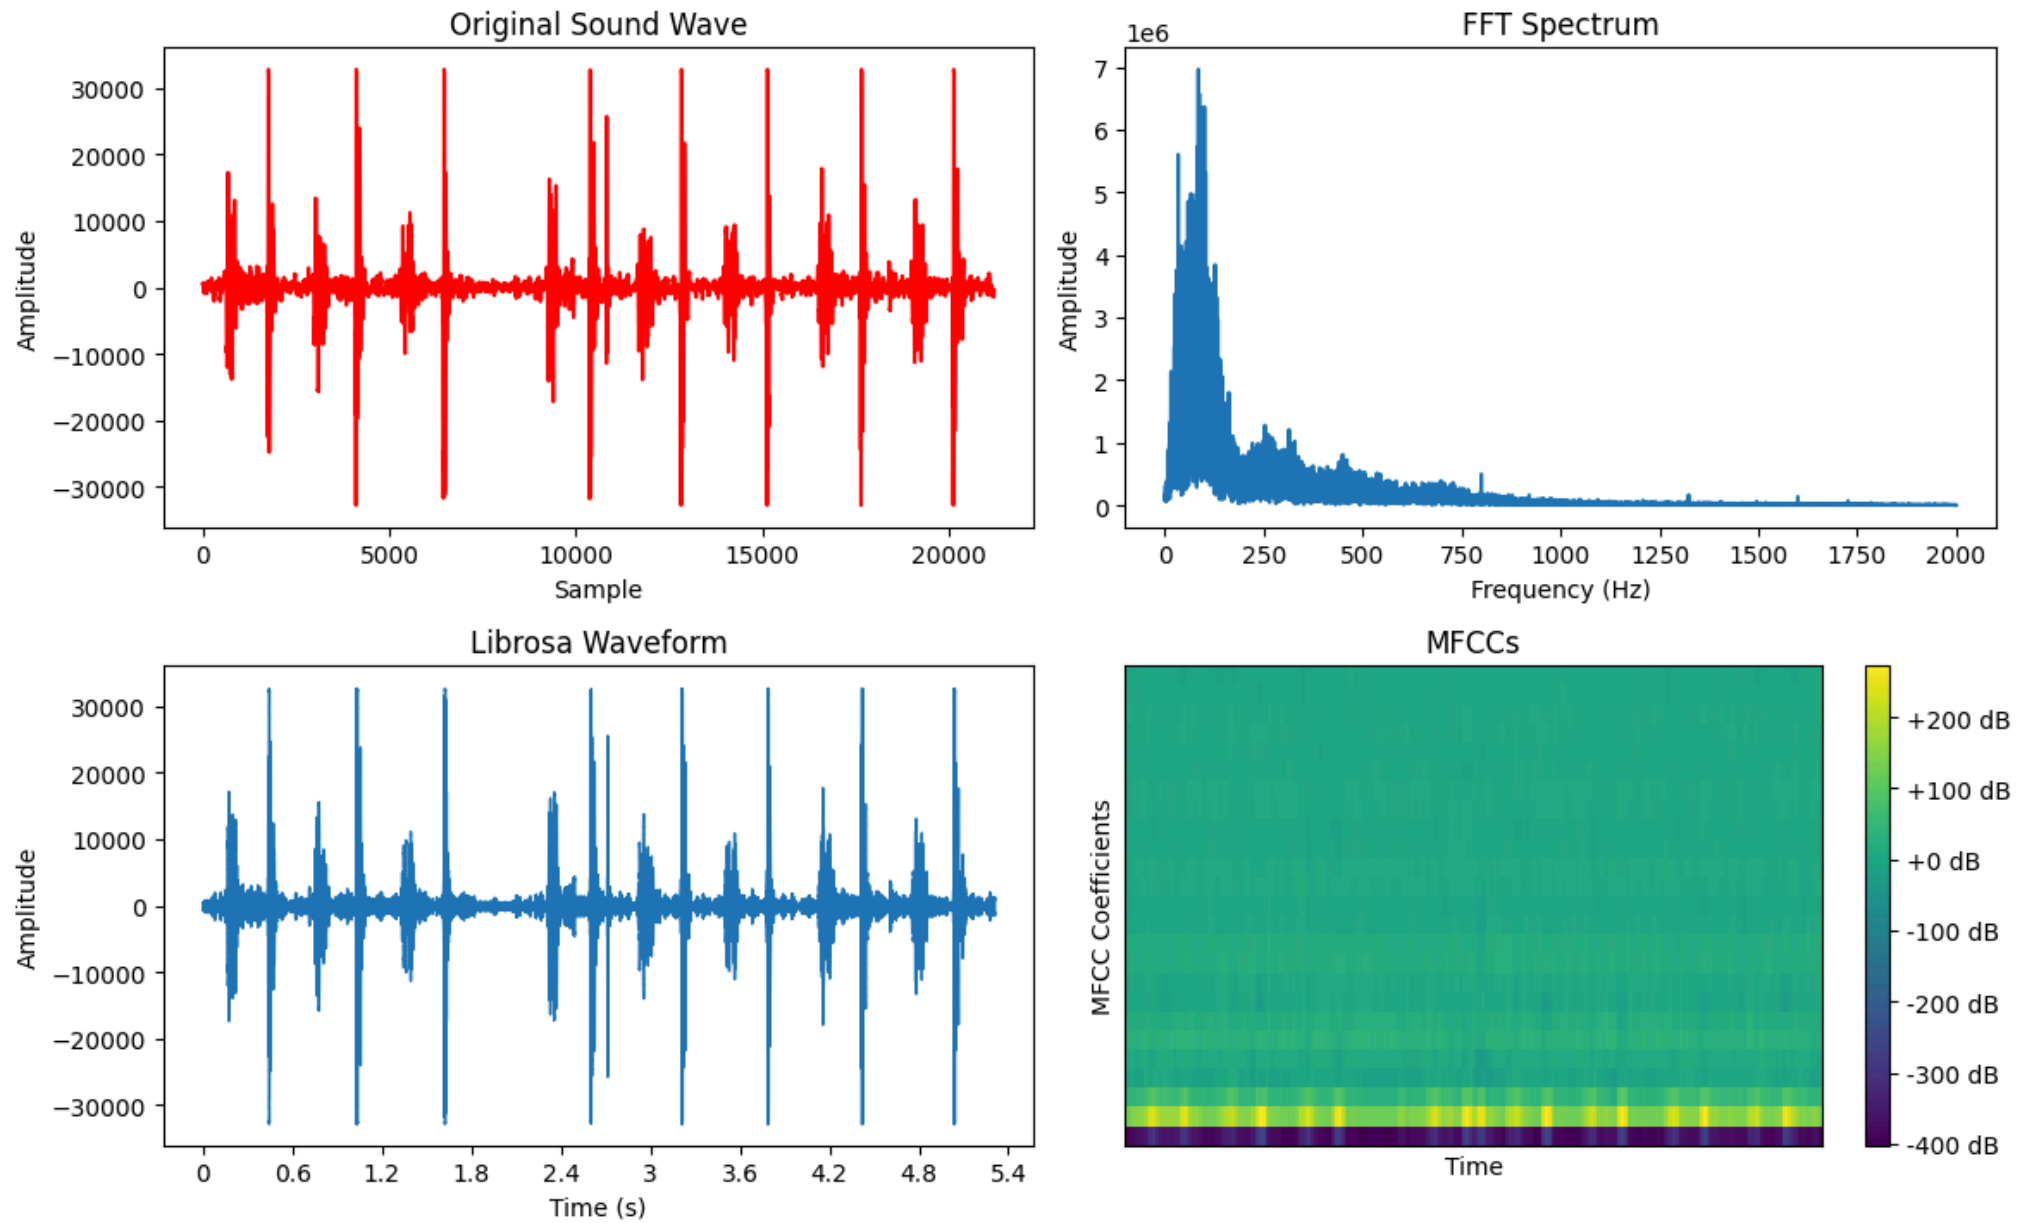 Original Sound Wave
30000
20000
10000
0
−10000
−20000
−30000
Amplitude
0 5000 10000 15000 20000
Sample
FFT Spectrum
1e6
7
6
5
4
3
2
1
0
Amplitude
0 250 500 750 1000 1250 1500 1750 2000
Frequency (Hz)
Librosa Waveform
30000
20000
10000
0
−10000
−20000
−30000
Amplitude
0 0.6 1.2 1.8 2.4 3 3.6 4.2 4.8 5.4
Time (s)
MFCCs
MFCC Coefficients
Time
+200 dB
+100 dB
+0 dB
-100 dB
-200 dB
-300 dB
-400 dB